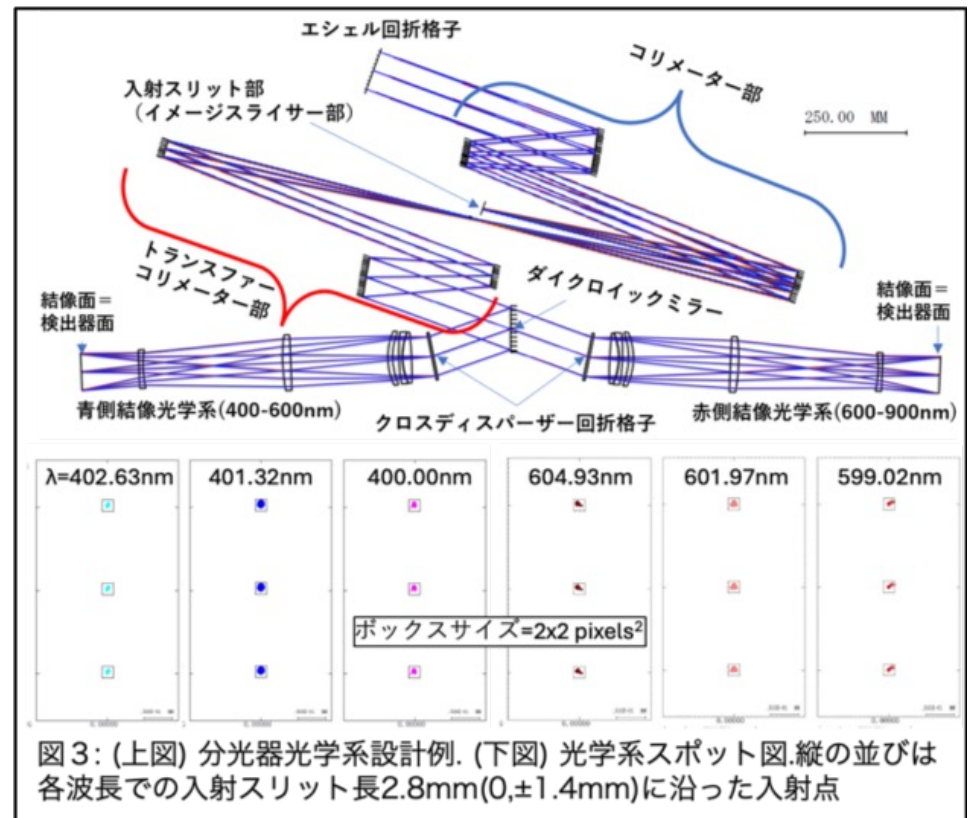 エシェル回折格子
コリメーター部
入射スリット部
(イメージスライサー部)
250.00 MM
トランスファー
コリメーター部
ダイクロイックミラー
結像面=
検出器面
結像面=
検出器面
青側結像光学系(400-600nm)
クロスディスパーザー回折格子
赤側結像光学系(600-900nm)
λ=402.63nm
401.32nm
400.00nm
604.93nm
601.97nm
599.02nm
ボックスサイズ=2x2 pixels²
図3: (上図) 分光器光学系設計例. (下図) 光学系スポット図.縦の並びは
各波長での入射スリット長2.8mm(0,±1.4mm)に沿った入射点